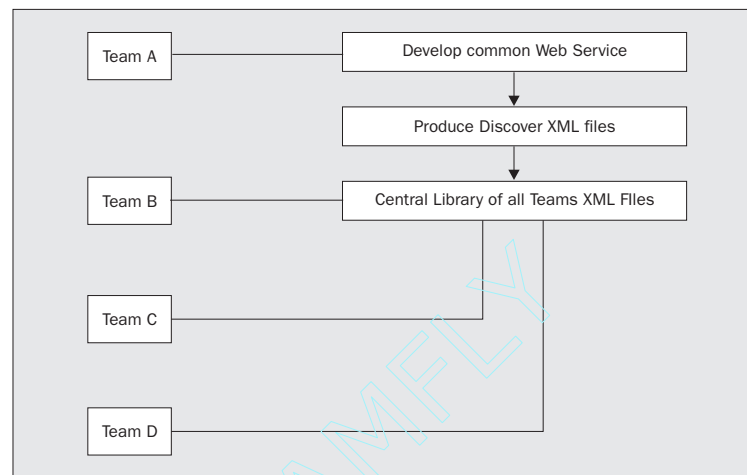 Team A
Develop common Web Service
Produce Discover XML files
Team B
Central Library of all Teams XML FIles
Team C
Team D
AMFLY